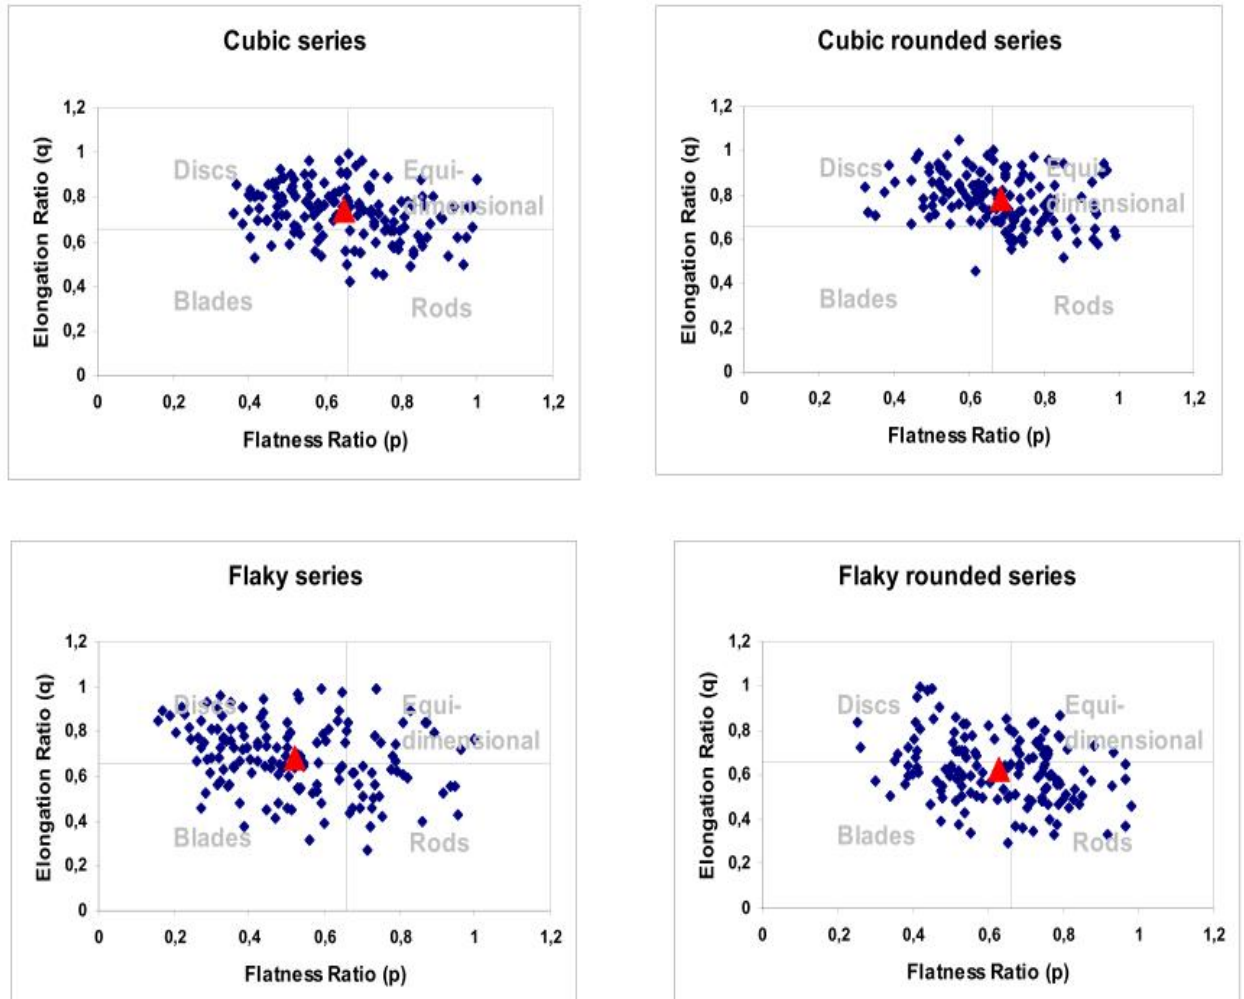 Cubic series
Elongation Ratio (q)
1,2
1
0,8
0,6
0,4
0,2
0
Discs
Equi-
dimensional
Blades
Rods
0 0,2 0,4 0,6 0,8 1 1,2
Flatness Ratio (p)
Cubic rounded series
Elongation Ratio (q)
1,2
1
0,8
0,6
0,4
0,2
0
Discs
Equi-
dimensional
Blades
Rods
0 0,2 0,4 0,6 0,8 1 1,2
Flatness Ratio (p)
Flaky series
Elongation Ratio (q)
1,2
1
0,8
0,6
0,4
0,2
0
Discs
Equi-
dimensional
Blades
Rods
0 0,2 0,4 0,6 0,8 1 1,2
Flatness Ratio (p)
Flaky rounded series
Elongation Ratio (q)
1,2
1
0,8
0,6
0,4
0,2
0
Discs
Equi-
dimensional
Blades
Rods
0 0,2 0,4 0,6 0,8 1 1,2
Flatness Ratio (p)